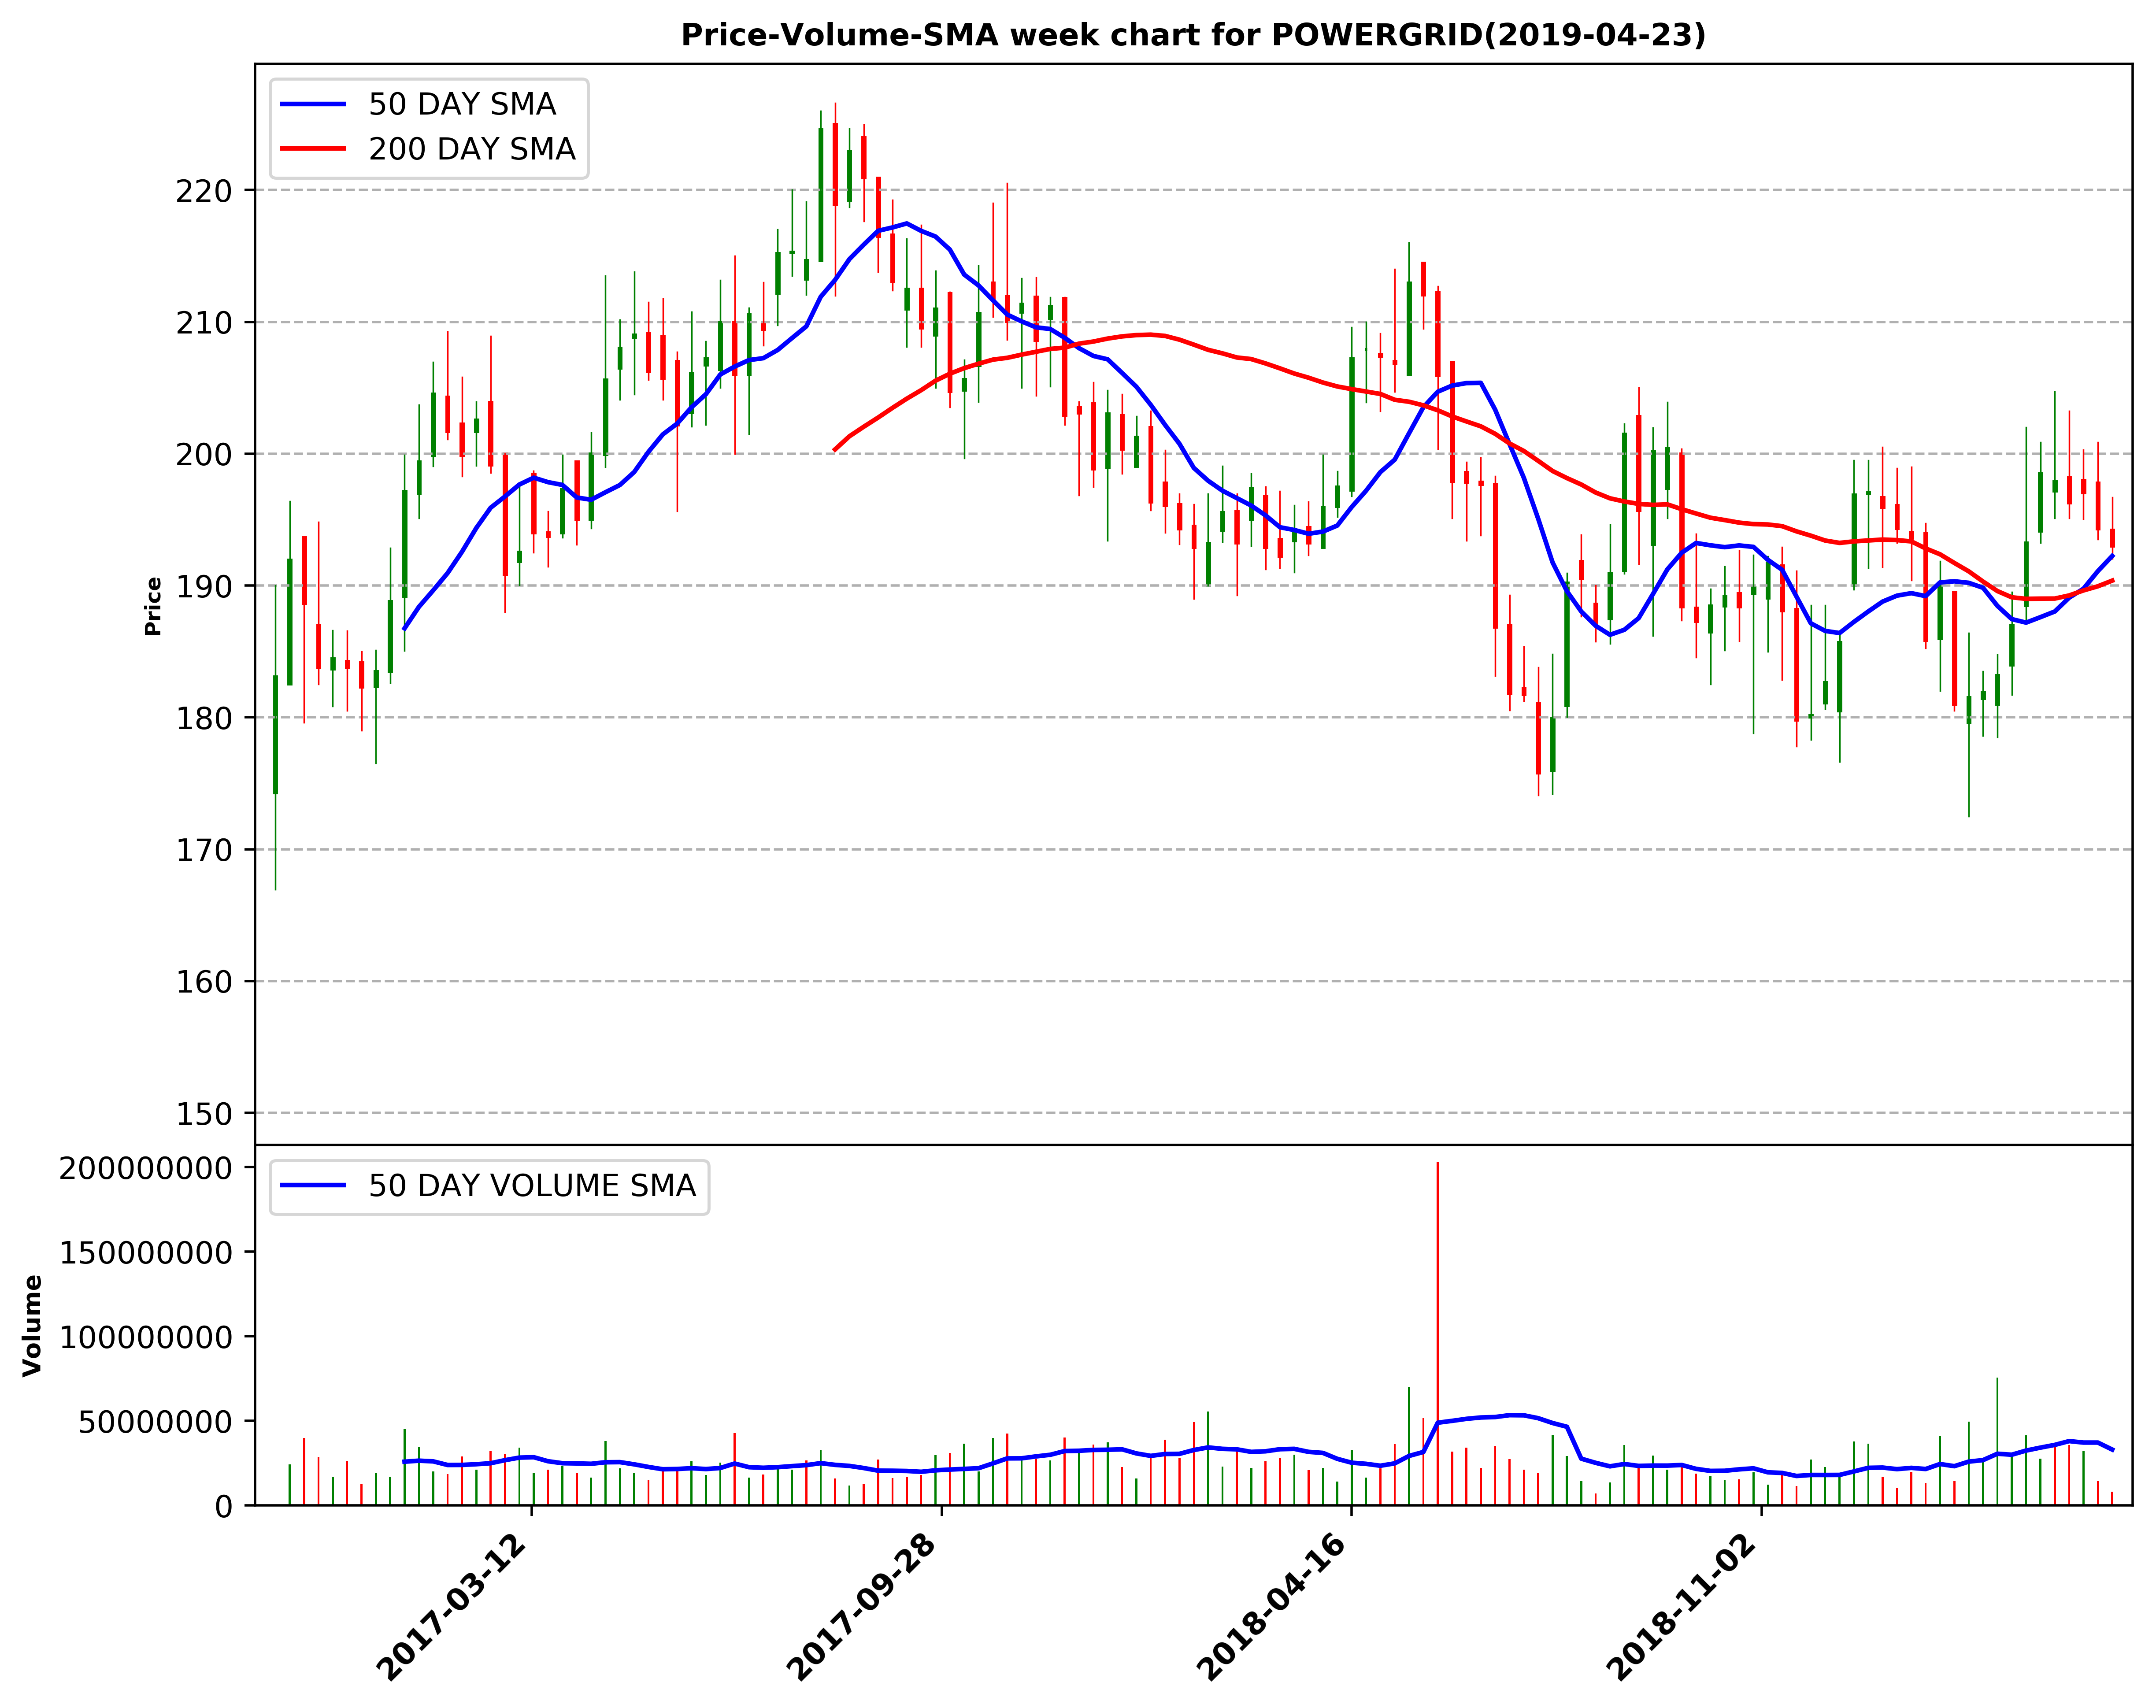 Price-Volume-SMA week chart for POWERGRID(2019-04-23)
50 DAY SMA
200 DAY SMA
220
210
200
190
180
170
160
150
Price
50 DAY VOLUME SMA
200000000
150000000
100000000
50000000
0
Volume
2017-03-12
2017-09-28
2018-04-16
2018-11-02